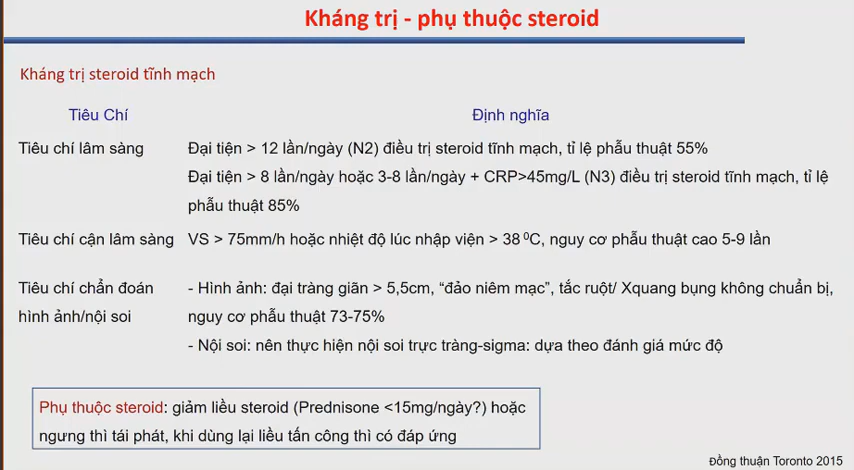 Kháng trị - phụ thuộc steroid
Kháng trị steroid tĩnh mạch
Tiêu Chí Định nghĩa
Tiêu chí lâm sàng Đại tiện > 12 lần/ngày (N2) điều trị steroid tĩnh mạch, tỉ lệ phẫu thuật 55%
Đại tiện > 8 lần/ngày hoặc 3-8 lần/ngày + CRP>45mg/L (N3) điều trị steroid tĩnh mạch, tỉ lệ
phẫu thuật 85%
Tiêu chí cận lâm sàng VS > 75mm/h hoặc nhiệt độ lúc nhập viện > 38 ⁰C, nguy cơ phẫu thuật cao 5-9 lần
Tiêu chí chẩn đoán - Hình ảnh: đại tràng giãn > 5,5cm, “đảo niêm mạc”, tắc ruột/ Xquang bụng không chuẩn bị,
hình ảnh/nội soi nguy cơ phẫu thuật 73-75%
- Nội soi: nên thực hiện nội soi trực tràng-sigma: dựa theo đánh giá mức độ
Phụ thuộc steroid: giảm liều steroid (Prednisone <15mg/ngày?) hoặc
ngưng thì tái phát, khi dùng lại liều tấn công thì có đáp ứng
Đồng thuận Toronto 2015